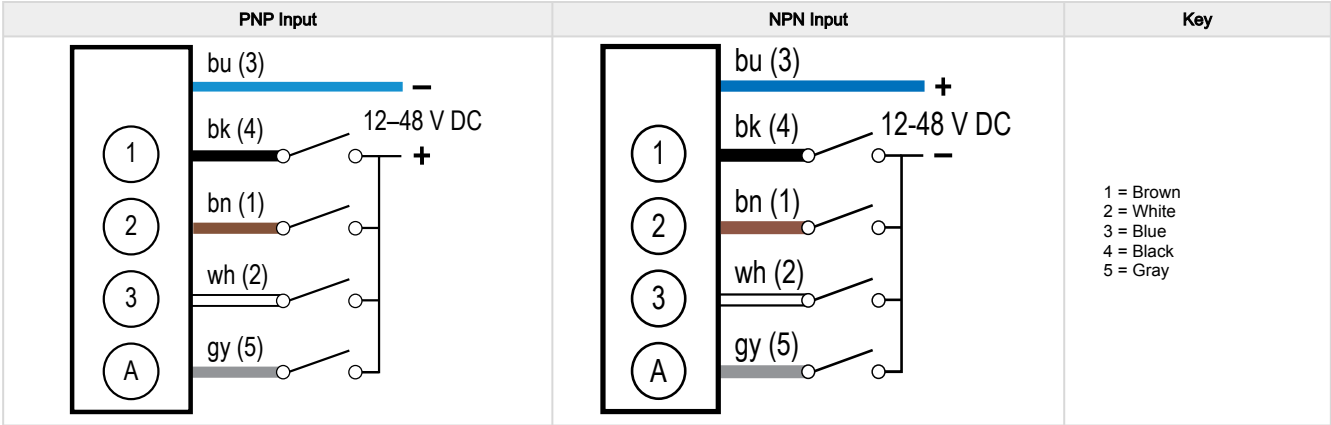 PNP Input
bu (3)
–
bk (4)
12–48 V DC
1
+
bn (1)
2
wh (2)
3
gy (5)
A
NPN Input
bu (3)
+
bk (4)
12-48 V DC
1
–
bn (1)
2
wh (2)
3
gy (5)
A
Key
1 = Brown
2 = White
3 = Blue
4 = Black
5 = Gray